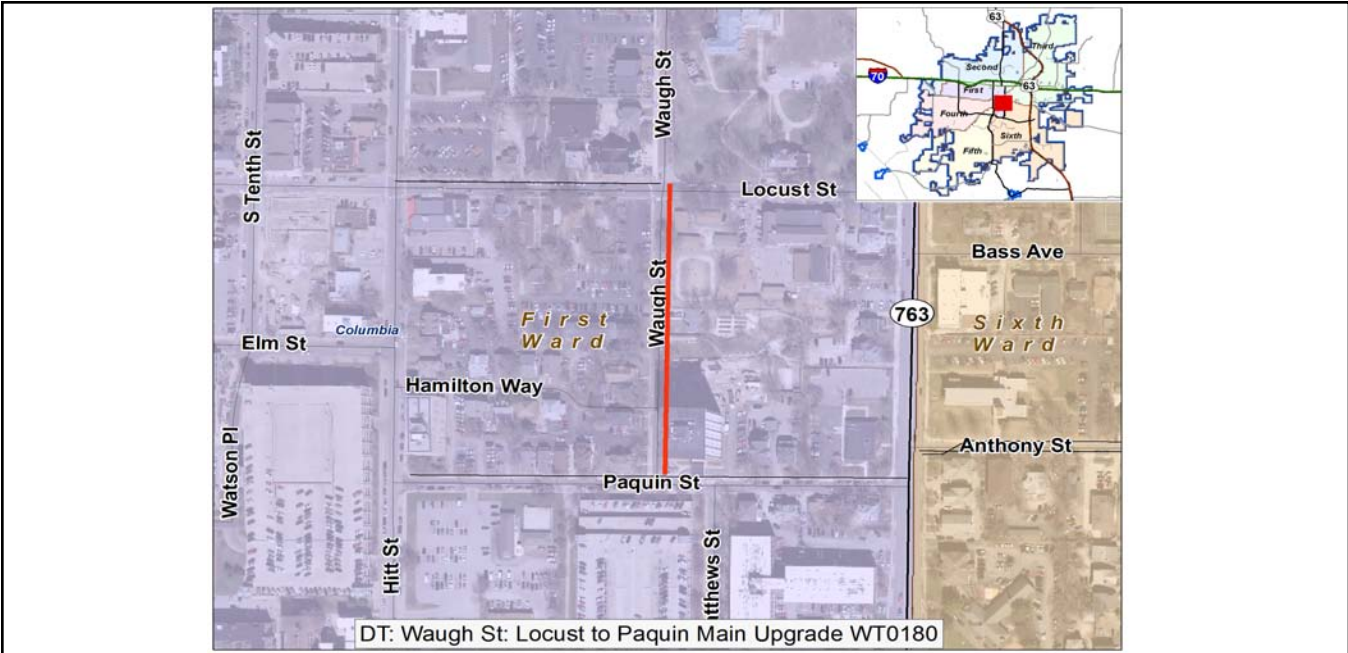 63
Third
Second
70
First
63
Fourth
Sixth
Fifth
Waugh St
S Tenth St
Locust St
Bass Ave
Waugh St
763
First
Ward
Sixth
Ward
Columbia
Elm St
Hamilton Way
Anthony St
Watson Pl
Paquin St
Hitt St
atthews St
DT: Waugh St: Locust to Paquin Main Upgrade WT0180